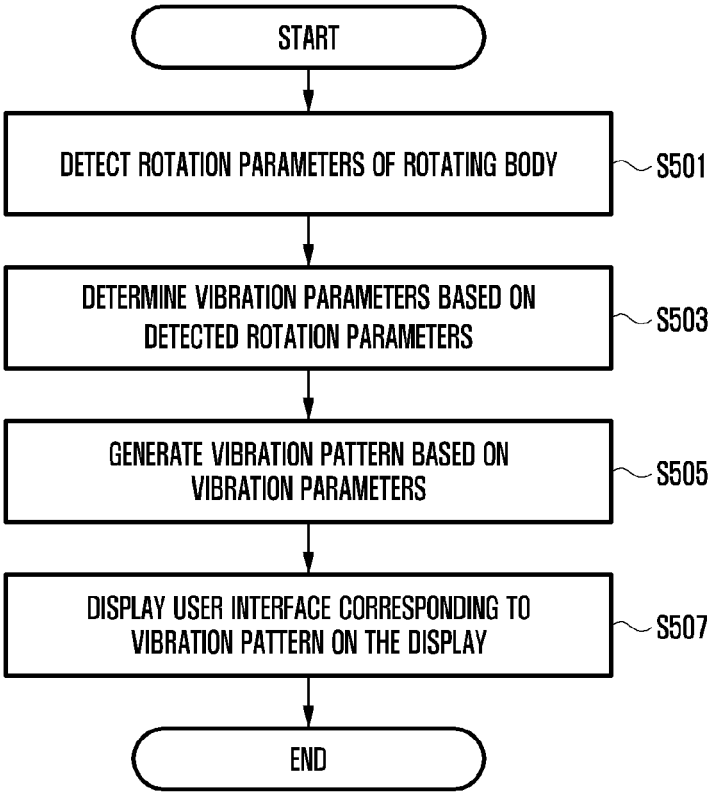 START
DETECT ROTATION PARAMETERS OF ROTATING BODY
S501
DETERMINE VIBRATION PARAMETERS BASED ON
DETECTED ROTATION PARAMETERS
S503
GENERATE VIBRATION PATTERN BASED ON
VIBRATION PARAMETERS
S505
DISPLAY USER INTERFACE CORRESPONDING TO
VIBRATION PATTERN ON THE DISPLAY
S507
END